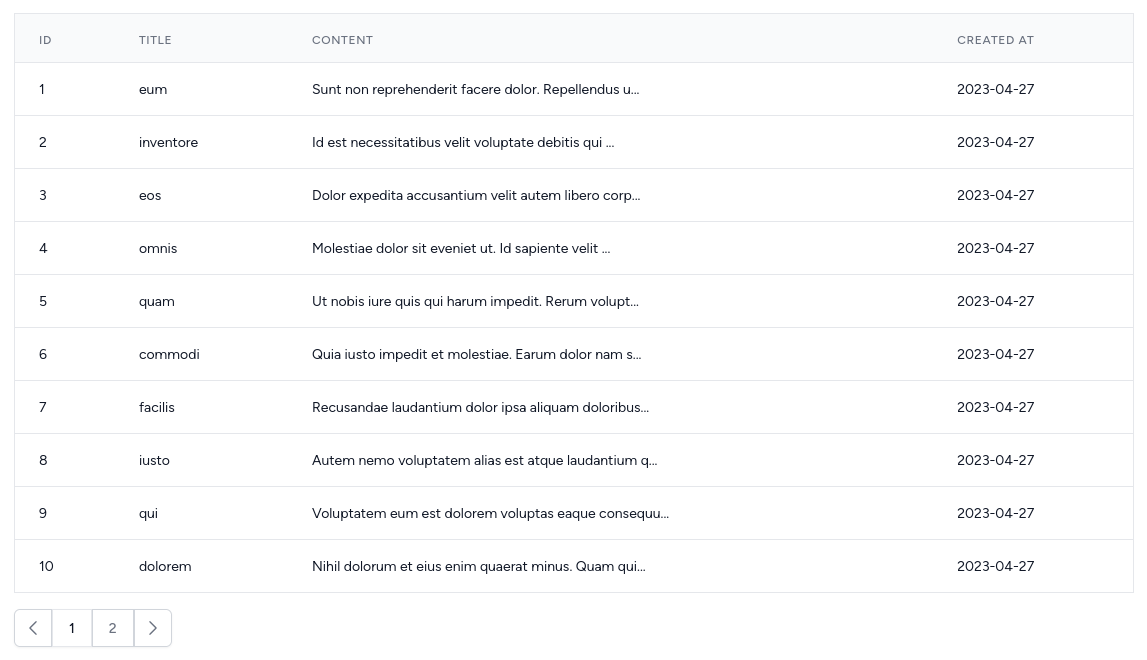 ID TITLE CONTENT CREATED AT
1 eum Sunt non reprehenderit facere dolor. Repellendus u... 2023-04-27
2 inventore Id est necessitatibus velit voluptate debitis qui ... 2023-04-27
3 eos Dolor expedita accusantium velit autem libero corp... 2023-04-27
4 omnis Molestiae dolor sit eveniet ut. Id sapiente velit ... 2023-04-27
5 quam Ut nobis iure quis qui harum impedit. Rerum volupt... 2023-04-27
6 commodi Quia iusto impedit et molestiae. Earum dolor nam s... 2023-04-27
7 facilis Recusandae laudantium dolor ipsa aliquam doloribus... 2023-04-27
8 iusto Autem nemo voluptatem alias est atque laudantium q... 2023-04-27
9 qui Voluptatem eum est dolorem voluptas eaque consequu... 2023-04-27
10 dolorem Nihil dolorum et eius enim quaerat minus. Quam qui... 2023-04-27
1 2